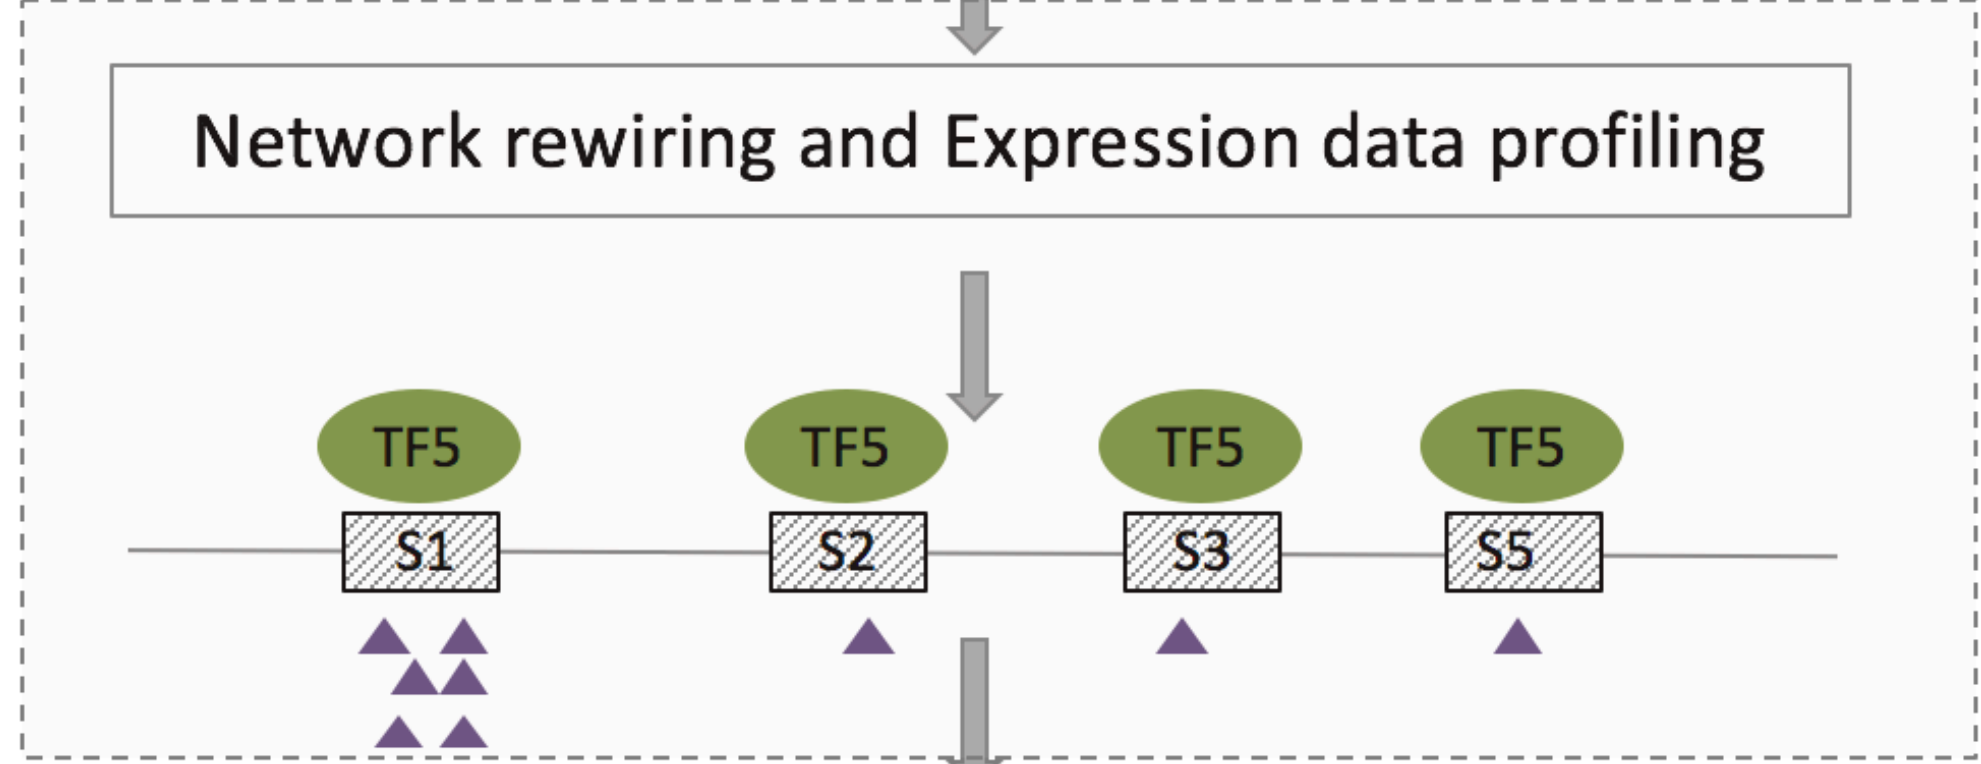 Network rewiring and Expression data profiling
TF5 TF5 TF5 TF5
S1 S2 S3 S5